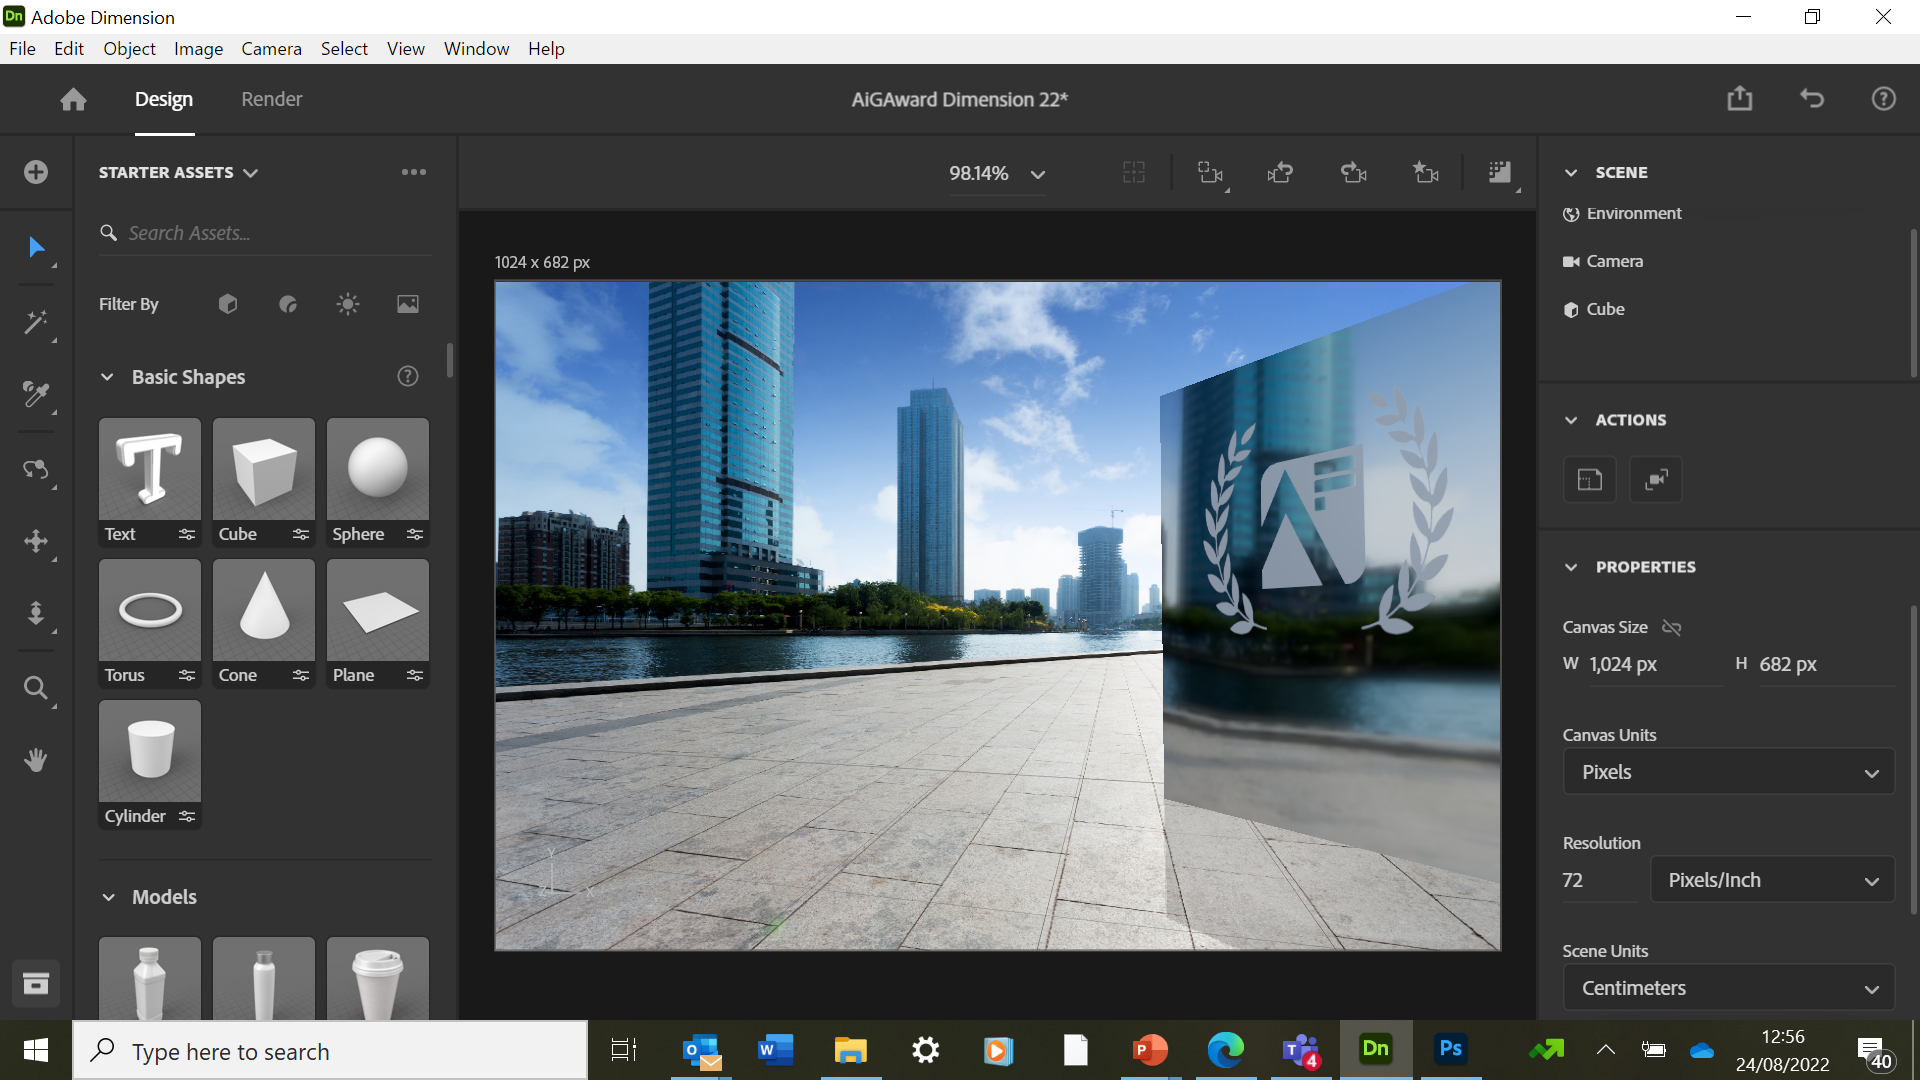 Dn Adobe Dimension
File Edit Object Image Camera Select View Window Help
Design Render AiGAward Dimension 22*
STARTER ASSETS
98.14%
SCENE
Search Assets...
Environment
1024 x 682 px
Camera
Filter By
Cube
Basic Shapes
ACTIONS
Text Cube Sphere
PROPERTIES
Canvas Size
W 1,024 px H 682 px
Torus Cone Plane
Canvas Units
Pixels
Cylinder
Resolution
72 Pixels/Inch
Models
Scene Units
Centimeters
Y
Z X
Type here to search
O W P T 4 Dn Ps
12:56
24/08/2022
40